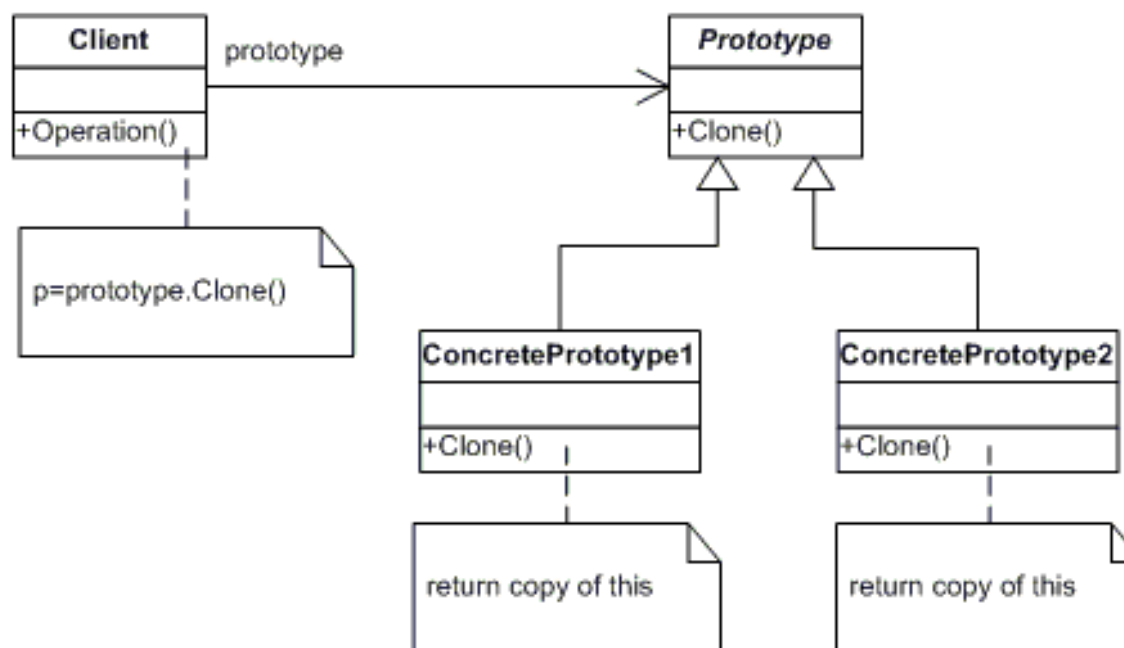 Client
prototype
Prototype
+Operation()
+Clone()
p=prototype.Clone()
ConcretePrototype1
ConcretePrototype2
+Clone()
+Clone()
return copy of this
return copy of this